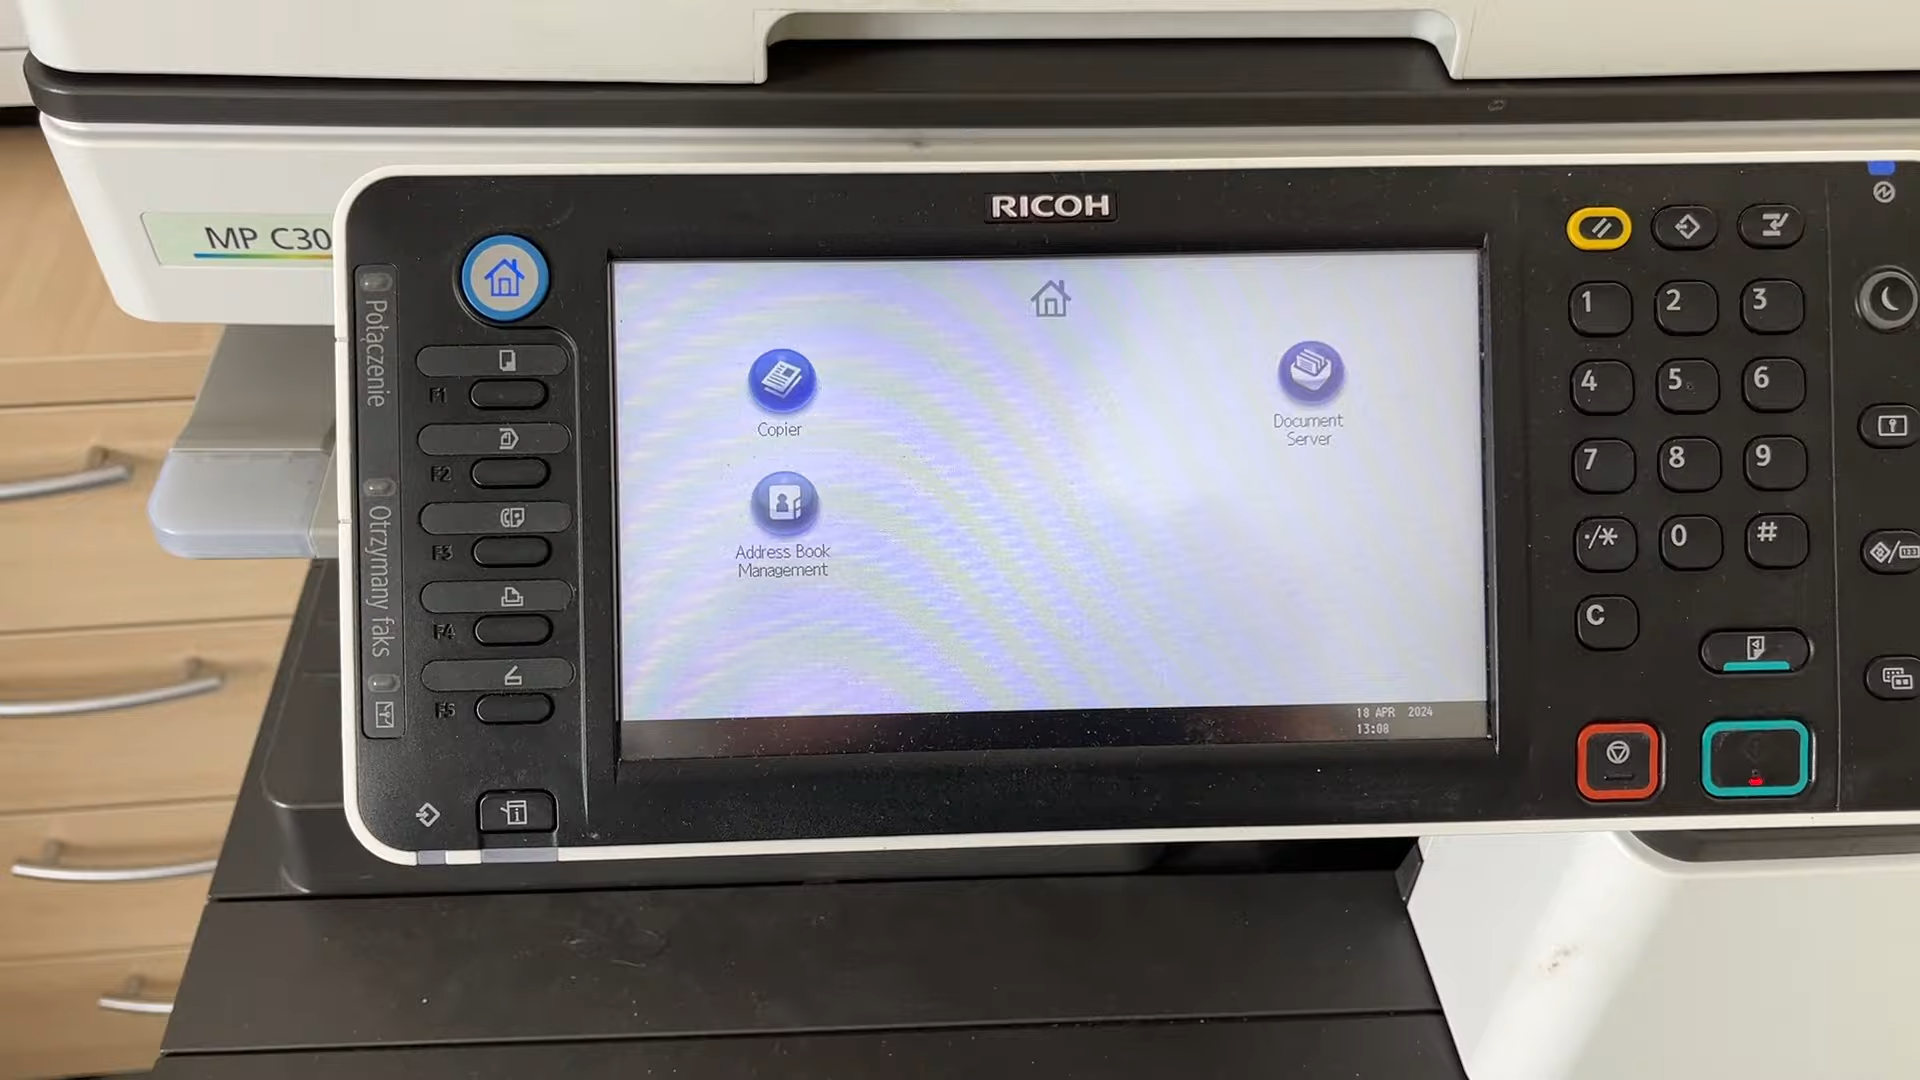 RICOH
MP C30
Połączenie
Otrzymany faks
F1
F2
F3
F4
F5
Copier
Document
Server
Address Book
Management
18 APR 2024
13:08
1
2
3
4
5
6
7
8
9
./*
0
#
C